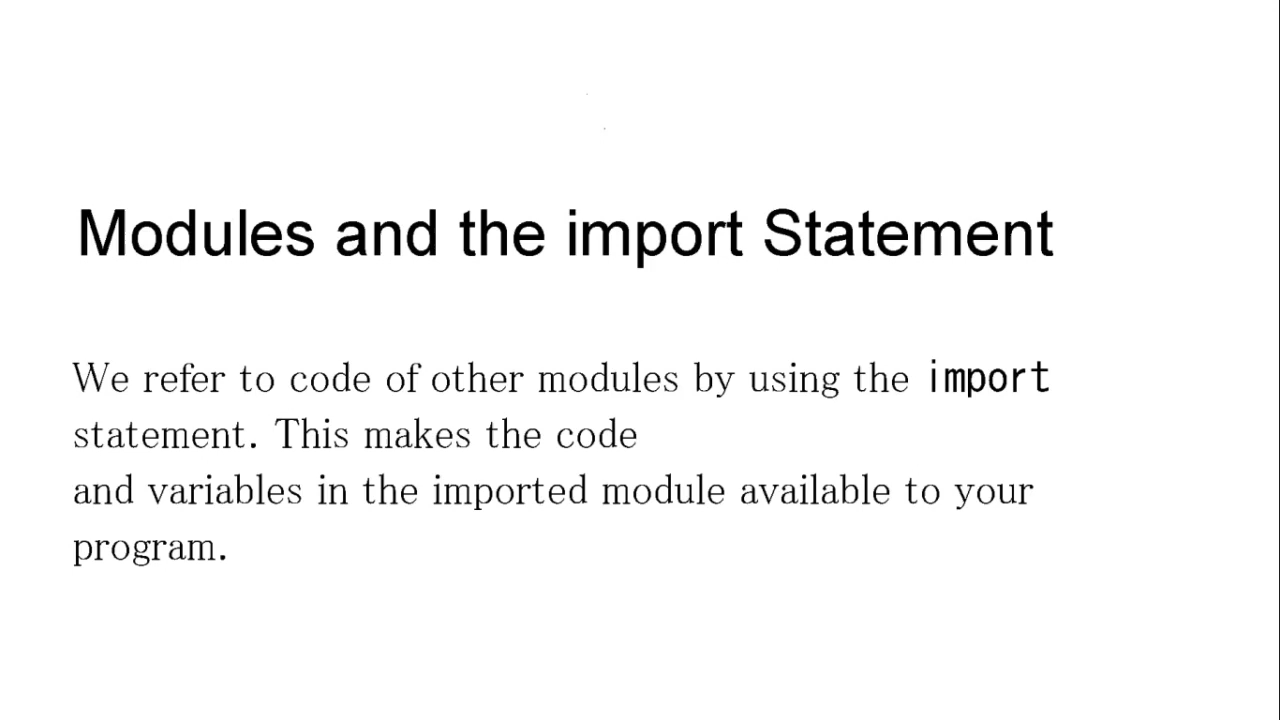 Modules and the import Statement
We refer to code of other modules by using the import
statement. This makes the code
and variables in the imported module available to your
program.